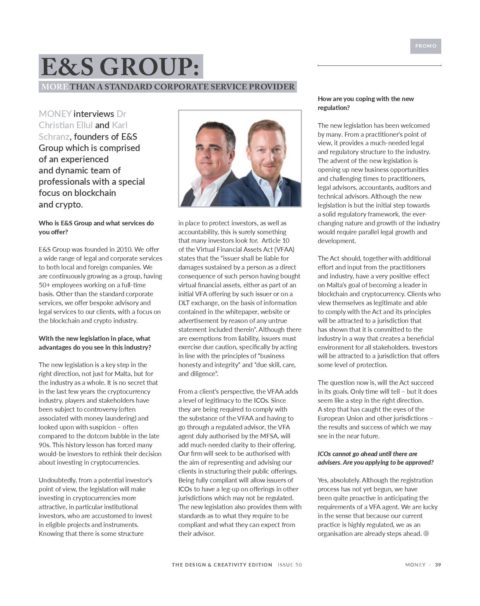 PROMO
E&S GROUP:
MORE THAN A STANDARD CORPORATE SERVICE PROVIDER
MONEY interviews Dr
Christian Ellul and Karl
Schranz, founders of E&S
Group which is comprised
of an experienced
and dynamic team of
professionals with a special
focus on blockchain
and crypto.
Who is E&S Group and what services do
you offer?
E&S Group was founded in 2010. We offer
a wide range of legal and corporate services
to both local and foreign companies. We
are continuously growing as a group, having
50+ employees working on a full-time
basis. Other than the standard corporate
services, we offer bespoke advisory and
legal services to our clients, with a focus on
the blockchain and crypto industry.
With the new legislation in place, what
advantages do you see in this industry?
The new legislation is a key step in the
right direction, not just for Malta, but for
the industry as a whole. It is no secret that
in the last few years the cryptocurrency
industry, players and stakeholders have
been subject to controversy (often
associated with money laundering) and
looked upon with suspicion – often
compared to the dotcom bubble in the late
90s. This history lesson has forced many
would-be investors to rethink their decision
about investing in cryptocurrencies.
Undoubtedly, from a potential investor's
point of view, the legislation will make
investing in cryptocurrencies more
attractive, in particular institutional
investors, who are accustomed to invest
in eligible projects and instruments.
Knowing that there is some structure
in place to protect investors, as well as
accountability, this is surely something
that many investors look for. Article 10
of the Virtual Financial Assets Act (VFAA)
states that the "issuer shall be liable for
damages sustained by a person as a direct
consequence of such person having bought
virtual financial assets, either as part of an
initial VFA offering by such issuer or on a
DLT exchange, on the basis of information
contained in the whitepaper, website or
advertisement by reason of any untrue
statement included therein". Although there
are exemptions from liability, issuers must
exercise due caution, specifically by acting
in line with the principles of "business
honesty and integrity" and "due skill, care,
and diligence".
From a client's perspective, the VFAA adds
a level of legitimacy to the ICOs. Since
they are being required to comply with
the substance of the VFAA and having to
go through a regulated advisor, the VFA
agent duly authorised by the MFSA, will
add much-needed clarity to their offering.
Our firm will seek to be authorised with
the aim of representing and advising our
clients in structuring their public offerings.
Being fully compliant will allow issuers of
ICOs to have a leg up on offerings in other
jurisdictions which may not be regulated.
The new legislation also provides them with
standards as to what they require to be
compliant and what they can expect from
their advisor.
How are you coping with the new
regulation?
The new legislation has been welcomed
by many. From a practitioner's point of
view, it provides a much-needed legal
and regulatory structure to the industry.
The advent of the new legislation is
opening up new business opportunities
and challenging times to practitioners,
legal advisors, accountants, auditors and
technical advisors. Although the new
legislation is but the initial step towards
a solid regulatory framework, the ever-
changing nature and growth of the industry
would require parallel legal growth and
development.
The Act should, together with additional
effort and input from the practitioners
and industry, have a very positive effect
on Malta's goal of becoming a leader in
blockchain and cryptocurrency. Clients who
view themselves as legitimate and able
to comply with the Act and its principles
will be attracted to a jurisdiction that
has shown that it is committed to the
industry in a way that creates a beneficial
environment for all stakeholders. Investors
will be attracted to a jurisdiction that offers
some level of protection.
The question now is, will the Act succeed
in its goals. Only time will tell – but it does
seem like a step in the right direction.
A step that has caught the eyes of the
European Union and other jurisdictions –
the results and success of which we may
see in the near future.
ICOs cannot go ahead until there are
advisers. Are you applying to be approved?
Yes, absolutely. Although the registration
process has not yet begun, we have
been quite proactive in anticipating the
requirements of a VFA agent. We are lucky
in the sense that because our current
practice is highly regulated, we as an
organisation are already steps ahead.
THE DESIGN & CREATIVITY EDITION ISSUE 50
MONEY 39